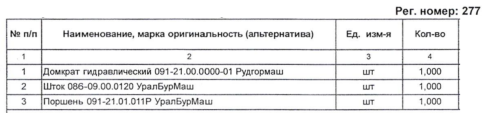 Рег. номер: 277
№ п/п Наименование, марка оригинальность (альтернатива) Ед. изм-я Кол-во
1 2 3 4
1 Домкрат гидравлический 091-21.00.0000-01 Рудгормаш шт 1,000
2 Шток 086-09.00.0120 УралБурМаш шт 1,000
3 Поршень 091-21.01.011Р УралБурМаш шт 1,000